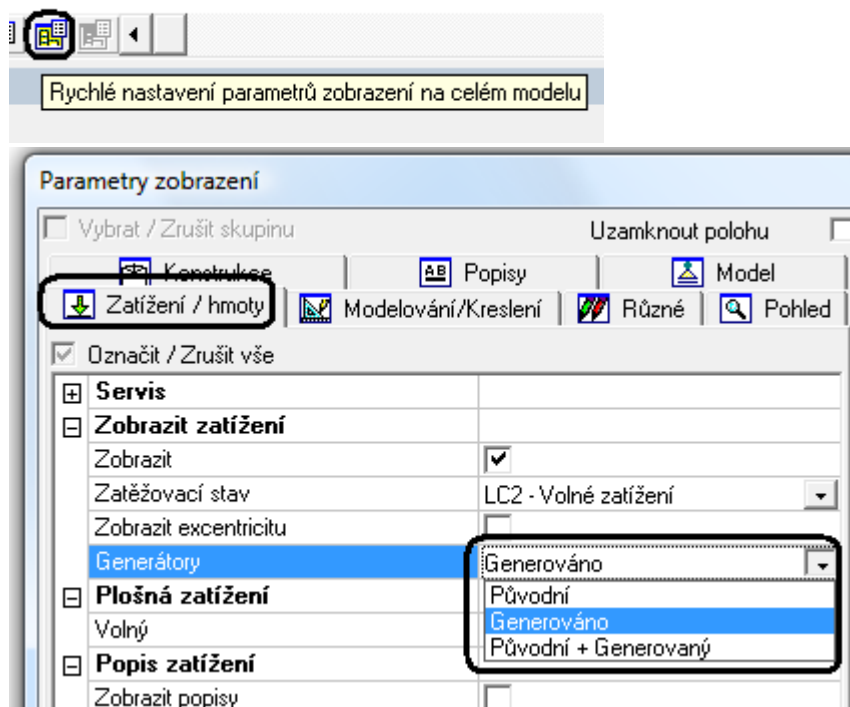 Rychlé nastavení parametrů zobrazení na celém modelu
Parametry zobrazení
Vybrat / Zrušit skupinu Uzamknout polohu
Konstrukce AB Popisy Model
Zatížení / hmoty Modelování/Kreslení Různé Pohled
Označit / Zrušit vše
Servis
Zobrazit zatížení
Zobrazit
Zatěžovací stav LC2 - Volné zatížení
Zobrazit excentricitu
Generátory Generováno
Plošná zatížení Původní
Volný Generováno
Popis zatížení Původní + Generovaný
Zobrazit popisy